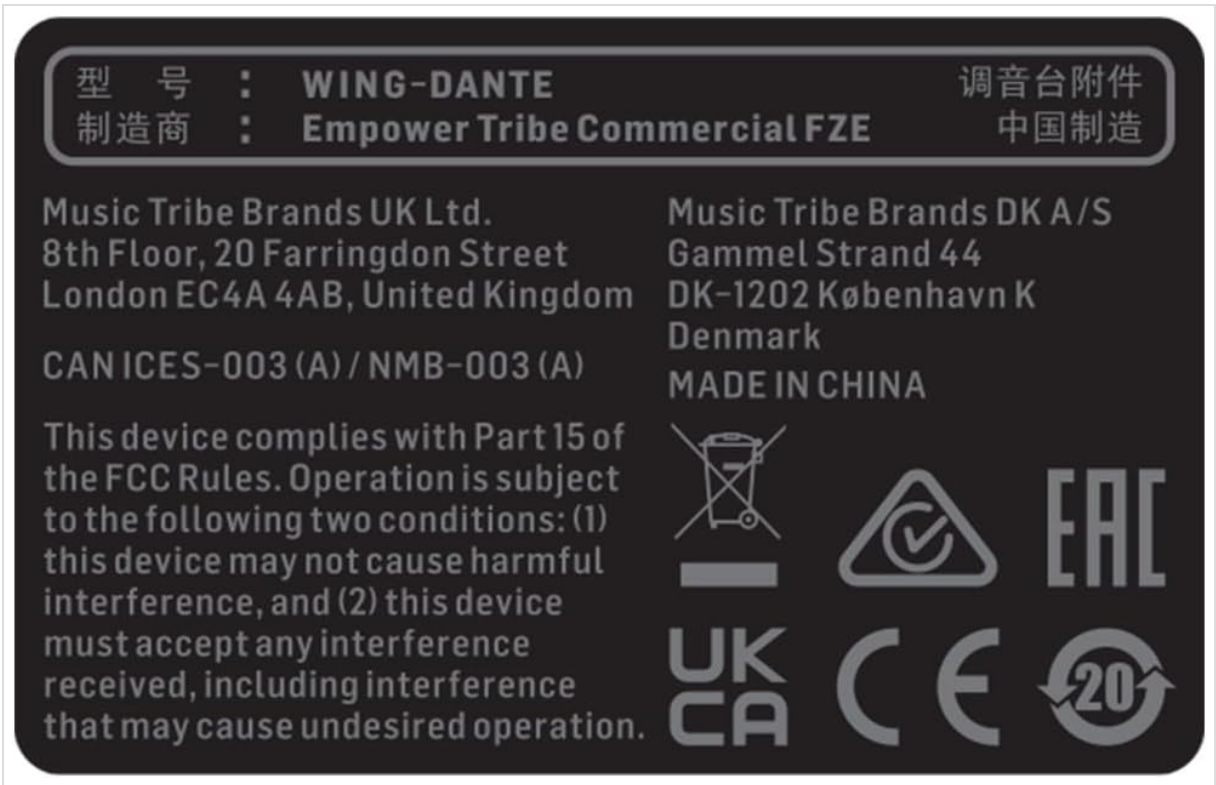 型 号 : WING-DANTE 调音台附件
制造商 : Empower Tribe Commercial FZE 中国制造
Music Tribe Brands UK Ltd.
8th Floor, 20 Farringdon Street
London EC4A 4AB, United Kingdom
CAN ICES-003 (A) / NMB-003 (A)
This device complies with Part 15 of
the FCC Rules. Operation is subject
to the following two conditions: (1)
this device may not cause harmful
interference, and (2) this device
must accept any interference
received, including interference
that may cause undesired operation.
Music Tribe Brands DK A/S
Gammel Strand 44
DK-1202 København K
Denmark
MADE IN CHINA
EAC
UK
CA
CE
20